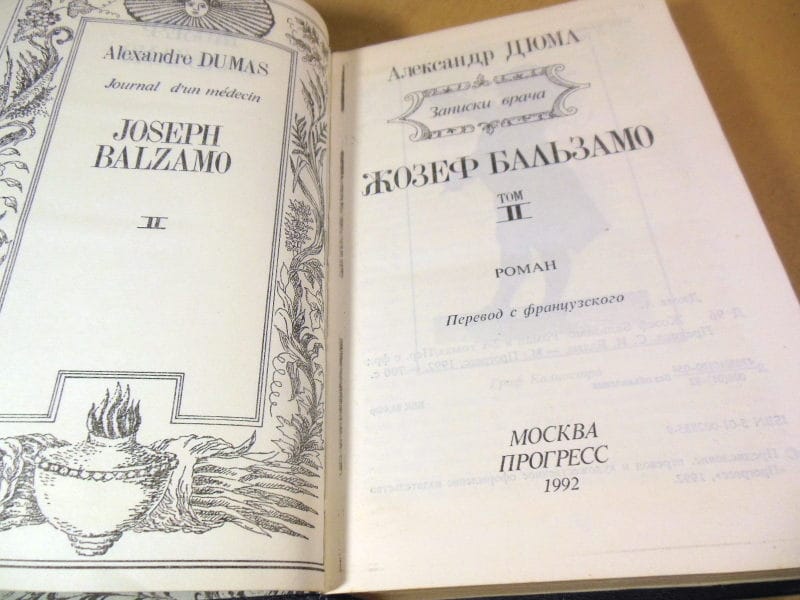 Alexandre DUMAS
Journal d'un médecin
JOSEPH
BALZAMO
II
Александр ДЮМА
Записки врача
ЖОЗЕФ БАЛЬЗАМО
ТОМ
II
РОМАН
Перевод с французского
МОСКВА
ПРОГРЕСС
1992